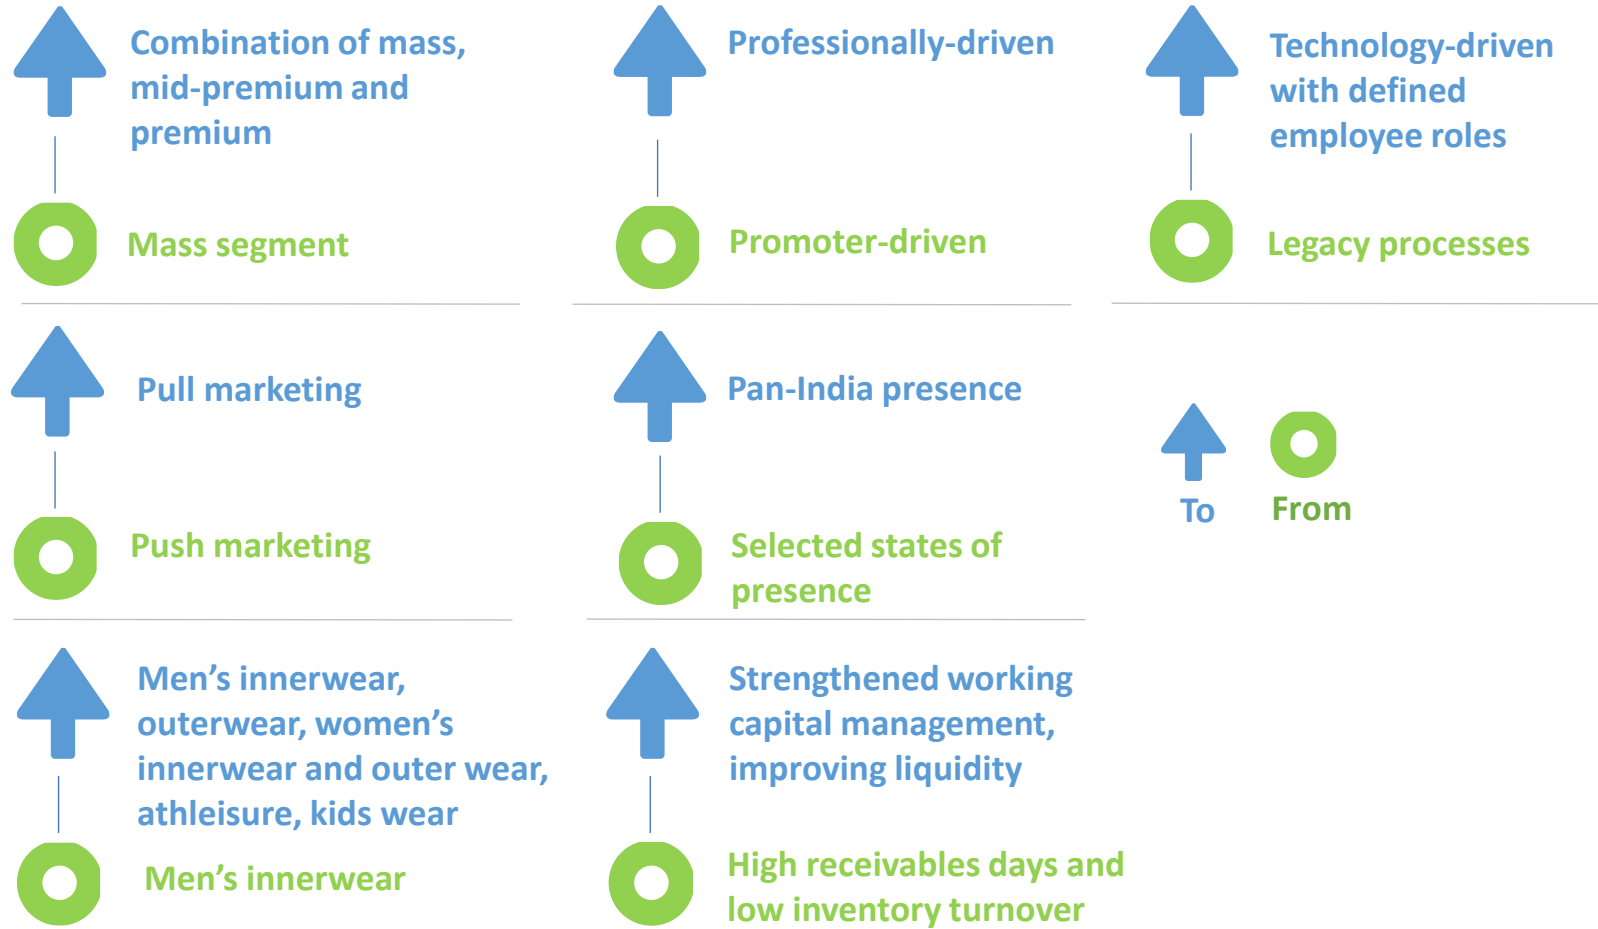 Combination of mass,
mid-premium and
premium
Mass segment
Professionally-driven
Promoter-driven
Technology-driven
with defined
employee roles
Legacy processes
Pull marketing
Push marketing
Pan-India presence
Selected states of
presence
To
From
Men’s innerwear,
outerwear, women’s
innerwear and outer wear,
athleisure, kids wear
Men’s innerwear
Strengthened working
capital management,
improving liquidity
High receivables days and
low inventory turnover